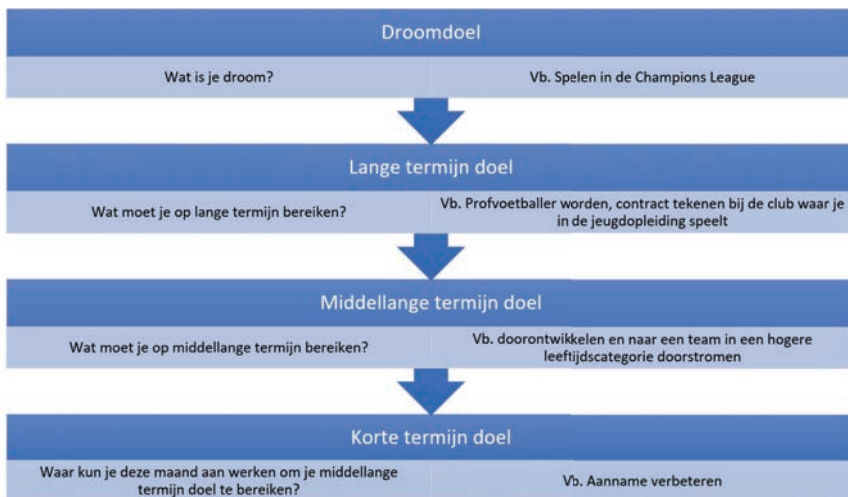 Droomdoel
Wat is je droom?
Vb. Spelen in de Champions League
Lange termijn doel
Wat moet je op lange termijn bereiken?
Vb. Profvoetballer worden, contract tekenen bij de club waar je
in de jeugdopleiding speelt
Middellange termijn doel
Wat moet je op middellange termijn bereiken?
Vb. doorontwikkelen en naar een team in een hogere
leeftijdscategorie doorstromen
Korte termijn doel
Waar kun je deze maand aan werken om je middellange
termijn doel te bereiken?
Vb. Aanname verbeteren